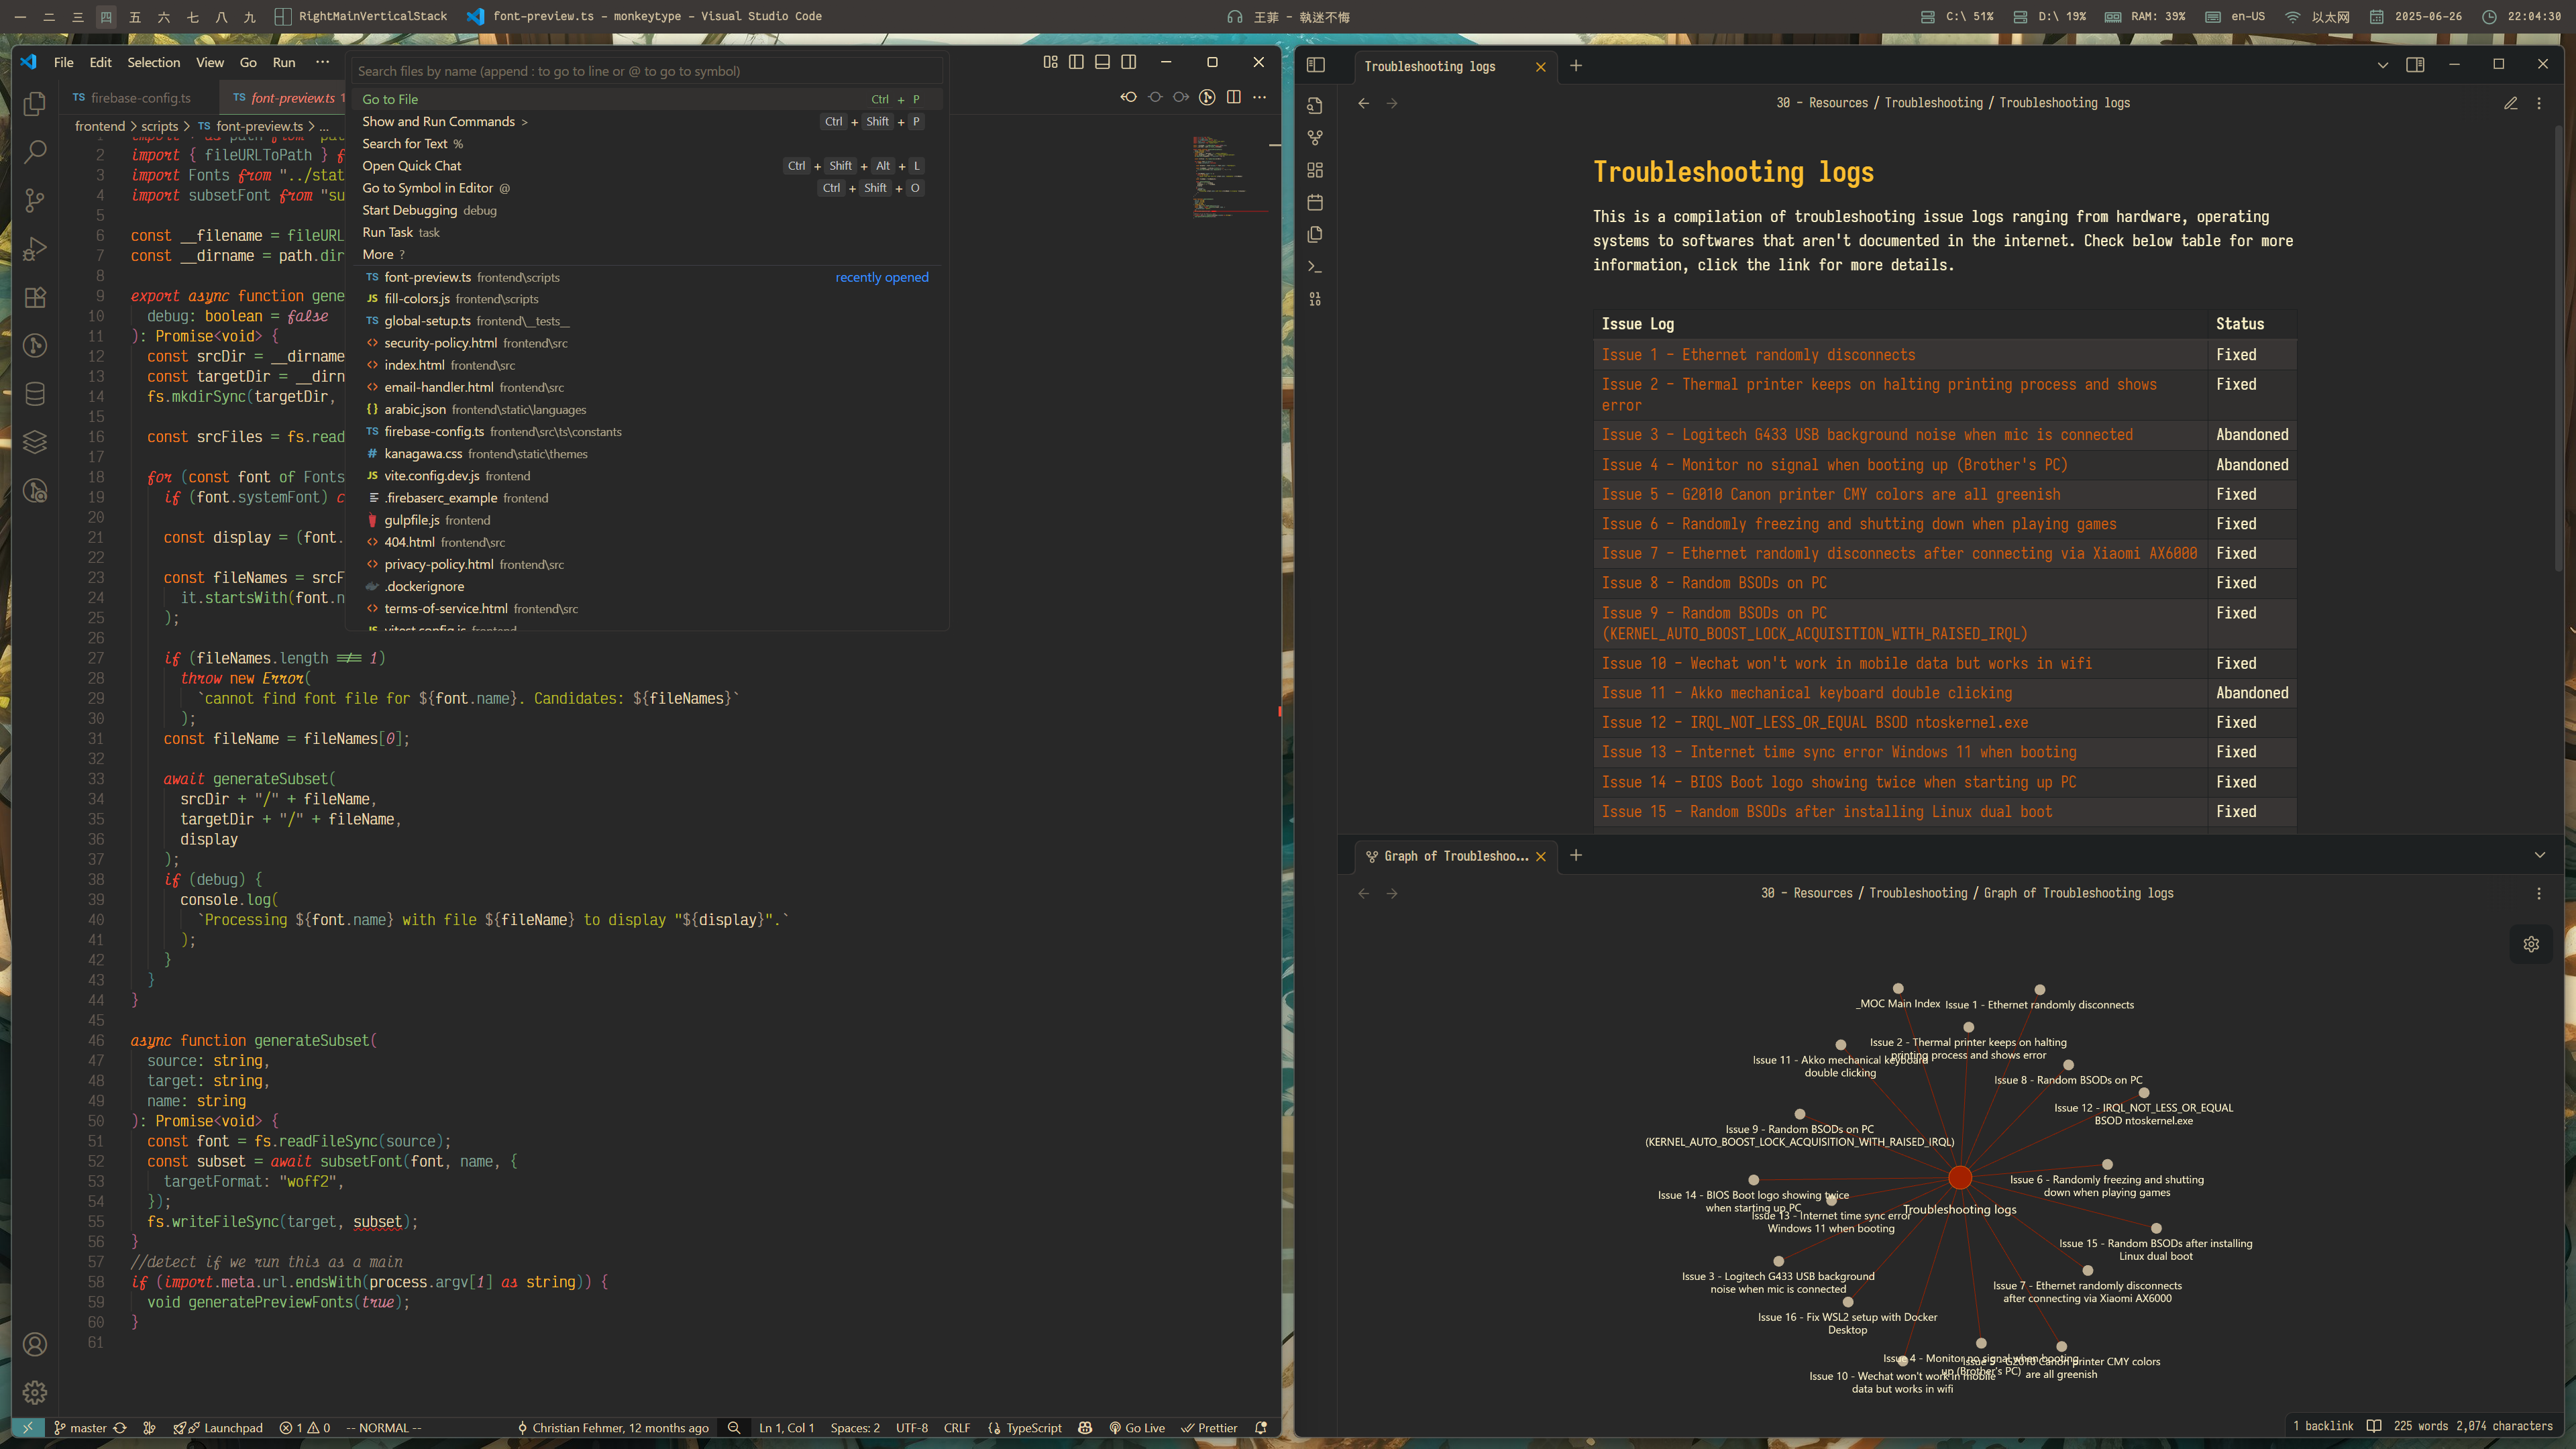 一 二 三 四 五 六 七 八 九 RightMainVerticalStack font-preview.ts - monkeytype - Visual Studio Code
王菲 - 執迷不悔
C:\ 51% D:\ 19% RAM: 39% en-US 以太网 2025-06-26 22:04:30
File Edit Selection View Go Run ···
Search files by name (append : to go to line or @ to go to symbol)
TS firebase-config.ts TS font-preview.ts 1
frontend > scripts > TS font-preview.ts > ...
Go to File Ctrl + P
Show and Run Commands > Ctrl + Shift + P
Search for Text %
Open Quick Chat Ctrl + Shift + Alt + L
Go to Symbol in Editor @ Ctrl + Shift + O
Start Debugging debug
Run Task task
More ?
TS font-preview.ts frontend\scripts recently opened
JS fill-colors.js frontend\scripts
TS global-setup.ts frontend\__tests__
<> security-policy.html frontend\src
<> index.html frontend\src
<> email-handler.html frontend\src
{} arabic.json frontend\static\languages
TS firebase-config.ts frontend\src\ts\constants
# kanagawa.css frontend\static\themes
JS vite.config.dev.js frontend
.firebaserc_example frontend
gulpfile.js frontend
<> 404.html frontend\src
<> privacy-policy.html frontend\src
.dockerignore
<> terms-of-service.html frontend\src
JS vitest.config.js frontend
2 import { fileURLToPath } f
3 import Fonts from "../stat
4 import subsetFont from "su
5
6 const __filename = fileURL
7 const __dirname = path.dir
8
9 export async function gene
10 debug: boolean = false
11 ): Promise<void> {
12 const srcDir = __dirname
13 const targetDir = __dirn
14 fs.mkdirSync(targetDir,
15
16 const srcFiles = fs.read
17
18 for (const font of Fonts
19 if (font.systemFont) c
20
21 const display = (font.
22
23 const fileNames = srcF
24 it.startsWith(font.n
25 );
26
27 if (fileNames.length !== 1)
28 throw new Error(
29 `cannot find font file for ${font.name}. Candidates: ${fileNames}`
30 );
31 const fileName = fileNames[0];
32
33 await generateSubset(
34 srcDir + "/" + fileName,
35 targetDir + "/" + fileName,
36 display
37 );
38 if (debug) {
39 console.log(
40 `Processing ${font.name} with file ${fileName} to display "${display}".`
41 );
42 }
43 }
44 }
45
46 async function generateSubset(
47 source: string,
48 target: string,
49 name: string
50 ): Promise<void> {
51 const font = fs.readFileSync(source);
52 const subset = await subsetFont(font, name, {
53 targetFormat: "woff2",
54 });
55 fs.writeFileSync(target, subset);
56 }
57 //detect if we run this as a main
58 if (import.meta.url.endsWith(process.argv[1] as string)) {
59 void generatePreviewFonts(true);
60 }
61
master Launchpad 1 0 -- NORMAL -- Christian Fehmer, 12 months ago Ln 1, Col 1 Spaces: 2 UTF-8 CRLF {} TypeScript Go Live Prettier
Troubleshooting logs
30 - Resources / Troubleshooting / Troubleshooting logs
Troubleshooting logs
This is a compilation of troubleshooting issue logs ranging from hardware, operating
systems to softwares that aren't documented in the internet. Check below table for more
information, click the link for more details.
Issue Log Status
Issue 1 - Ethernet randomly disconnects Fixed
Issue 2 - Thermal printer keeps on halting printing process and shows Fixed
error
Issue 3 - Logitech G433 USB background noise when mic is connected Abandoned
Issue 4 - Monitor no signal when booting up (Brother's PC) Abandoned
Issue 5 - G2010 Canon printer CMY colors are all greenish Fixed
Issue 6 - Randomly freezing and shutting down when playing games Fixed
Issue 7 - Ethernet randomly disconnects after connecting via Xiaomi AX6000 Fixed
Issue 8 - Random BSODs on PC Fixed
Issue 9 - Random BSODs on PC Fixed
(KERNEL_AUTO_BOOST_LOCK_ACQUISITION_WITH_RAISED_IRQL)
Issue 10 - Wechat won't work in mobile data but works in wifi Fixed
Issue 11 - Akko mechanical keyboard double clicking Abandoned
Issue 12 - IRQL_NOT_LESS_OR_EQUAL BSOD ntoskernel.exe Fixed
Issue 13 - Internet time sync error Windows 11 when booting Fixed
Issue 14 - BIOS Boot logo showing twice when starting up PC Fixed
Issue 15 - Random BSODs after installing Linux dual boot Fixed
Graph of Troubleshoo...
30 - Resources / Troubleshooting / Graph of Troubleshooting logs
_MOC Main Index
Issue 1 - Ethernet randomly disconnects
Issue 2 - Thermal printer keeps on halting
printing process and shows error
Issue 11 - Akko mechanical keyboard
double clicking
Issue 8 - Random BSODs on PC
Issue 12 - IRQL_NOT_LESS_OR_EQUAL
BSOD ntoskernel.exe
Issue 9 - Random BSODs on PC
(KERNEL_AUTO_BOOST_LOCK_ACQUISITION_WITH_RAISED_IRQL)
Issue 6 - Randomly freezing and shutting
down when playing games
Issue 14 - BIOS Boot logo showing twice
when starting up PC
Troubleshooting logs
Issue 13 - Internet time sync error
Windows 11 when booting
Issue 15 - Random BSODs after installing
Linux dual boot
Issue 3 - Logitech G433 USB background
noise when mic is connected
Issue 7 - Ethernet randomly disconnects
after connecting via Xiaomi AX6000
Issue 16 - Fix WSL2 setup with Docker
Desktop
Issue 4 - Monitor no signal when booting
up (Brother's PC)
Issue 5 - G2010 Canon printer CMY colors
are all greenish
Issue 10 - Wechat won't work in mobile
data but works in wifi
1 backlink 225 words 2,074 characters